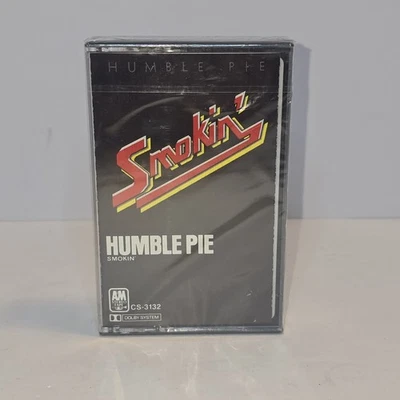 HUMBLE PIE
Smokin'
HUMBLE PIE
SMOKIN'
A&M
CS-3132
DOLBY SYSTEM